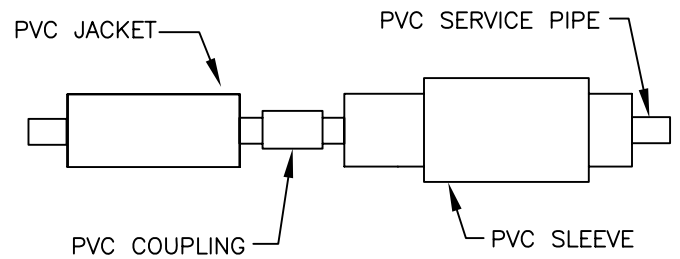 PVC JACKET
PVC SERVICE PIPE
PVC COUPLING
PVC SLEEVE